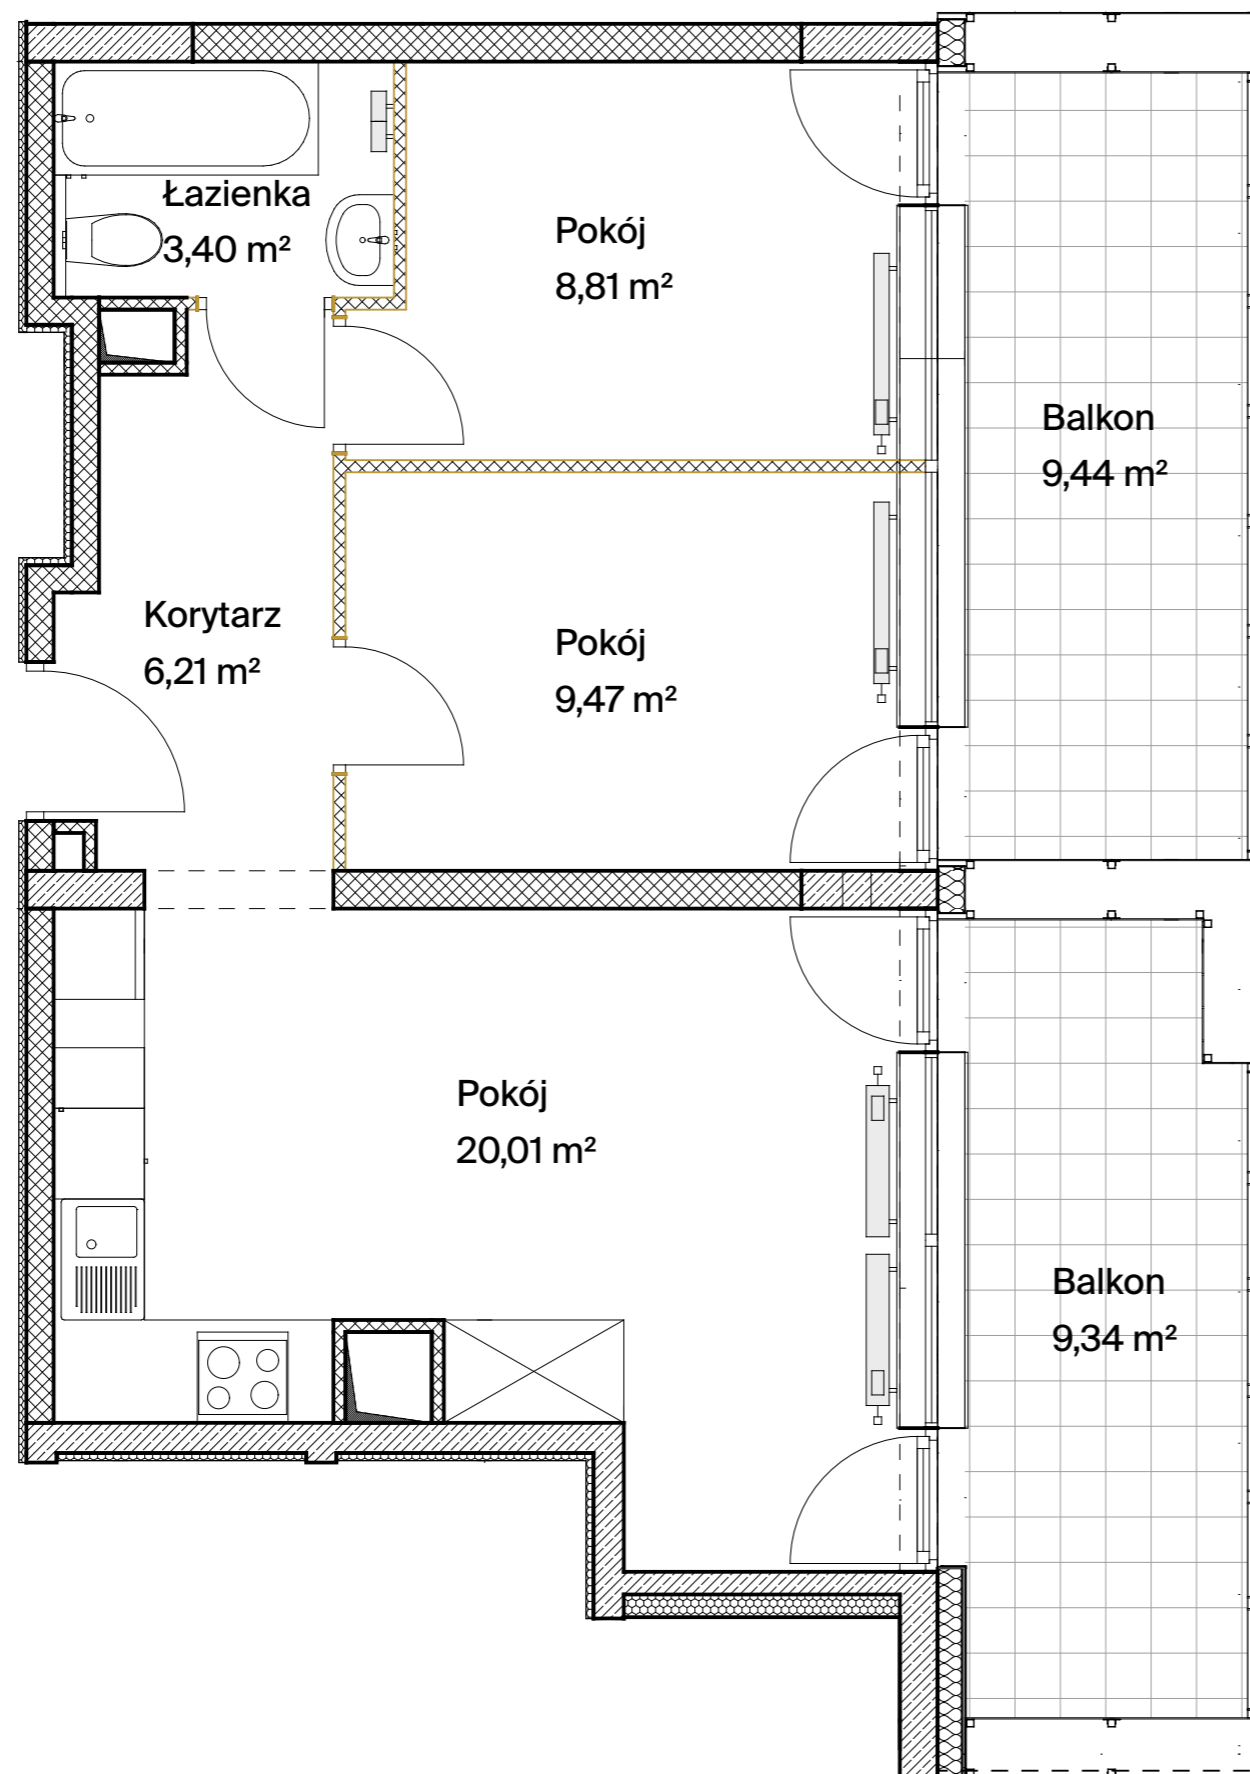 Łazienka
3,40 m²
Pokój
8,81 m²
Balkon
9,44 m²
Korytarz
6,21 m²
Pokój
9,47 m²
Pokój
20,01 m²
Balkon
9,34 m²